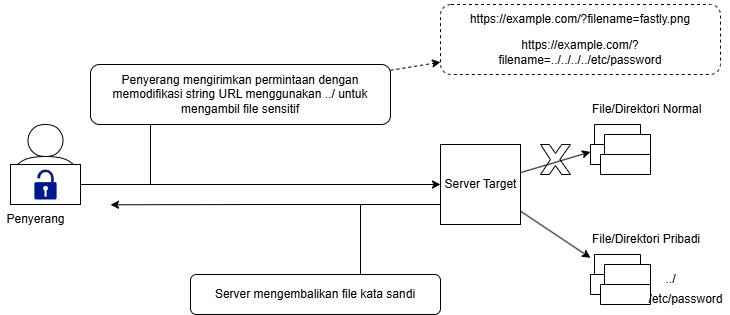 https://example.com/?filename=fastly.png
https://example.com/?
filename=../../../../etc/password
Penyerang mengirimkan permintaan dengan
memodifikasi string URL menggunakan ../ untuk
mengambil file sensitif
File/Direktori Normal
Server Target
Penyerang
File/Direktori Pribadi
../
/etc/password
Server mengembalikan file kata sandi